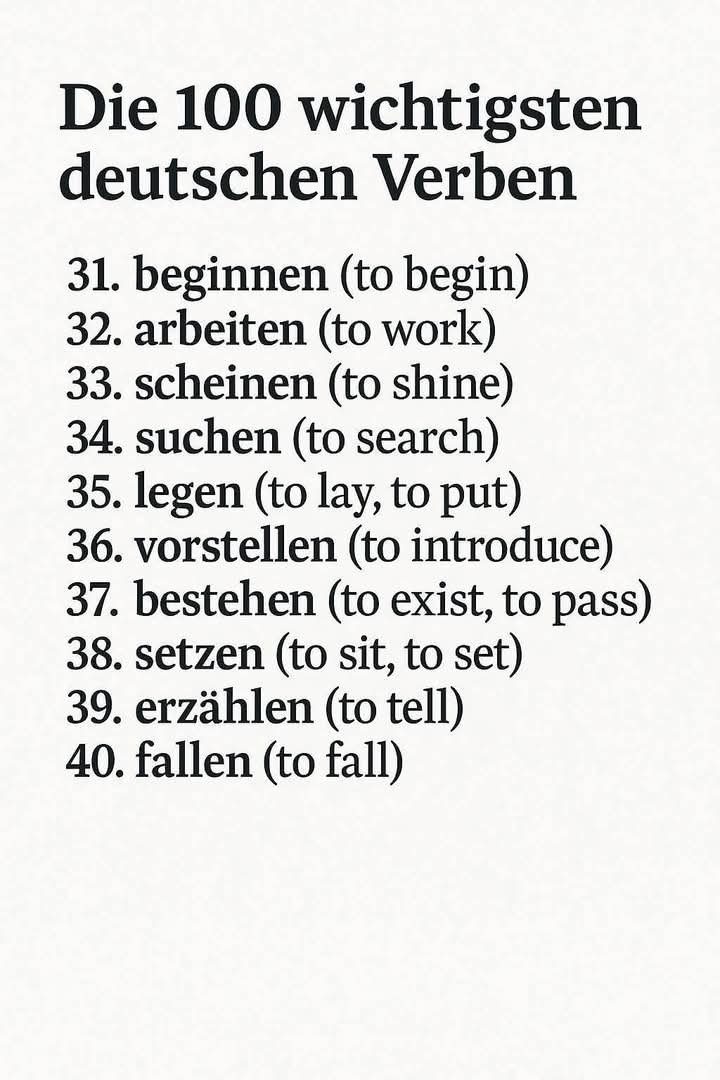 Die 100 wichtigsten
deutschen Verben
31. beginnen (to begin)
32. arbeiten (to work)
33. scheinen (to shine)
34. suchen (to search)
35. legen (to lay, to put)
36. vorstellen (to introduce)
37. bestehen (to exist, to pass)
38. setzen (to sit, to set)
39. erzählen (to tell)
40. fallen (to fall)